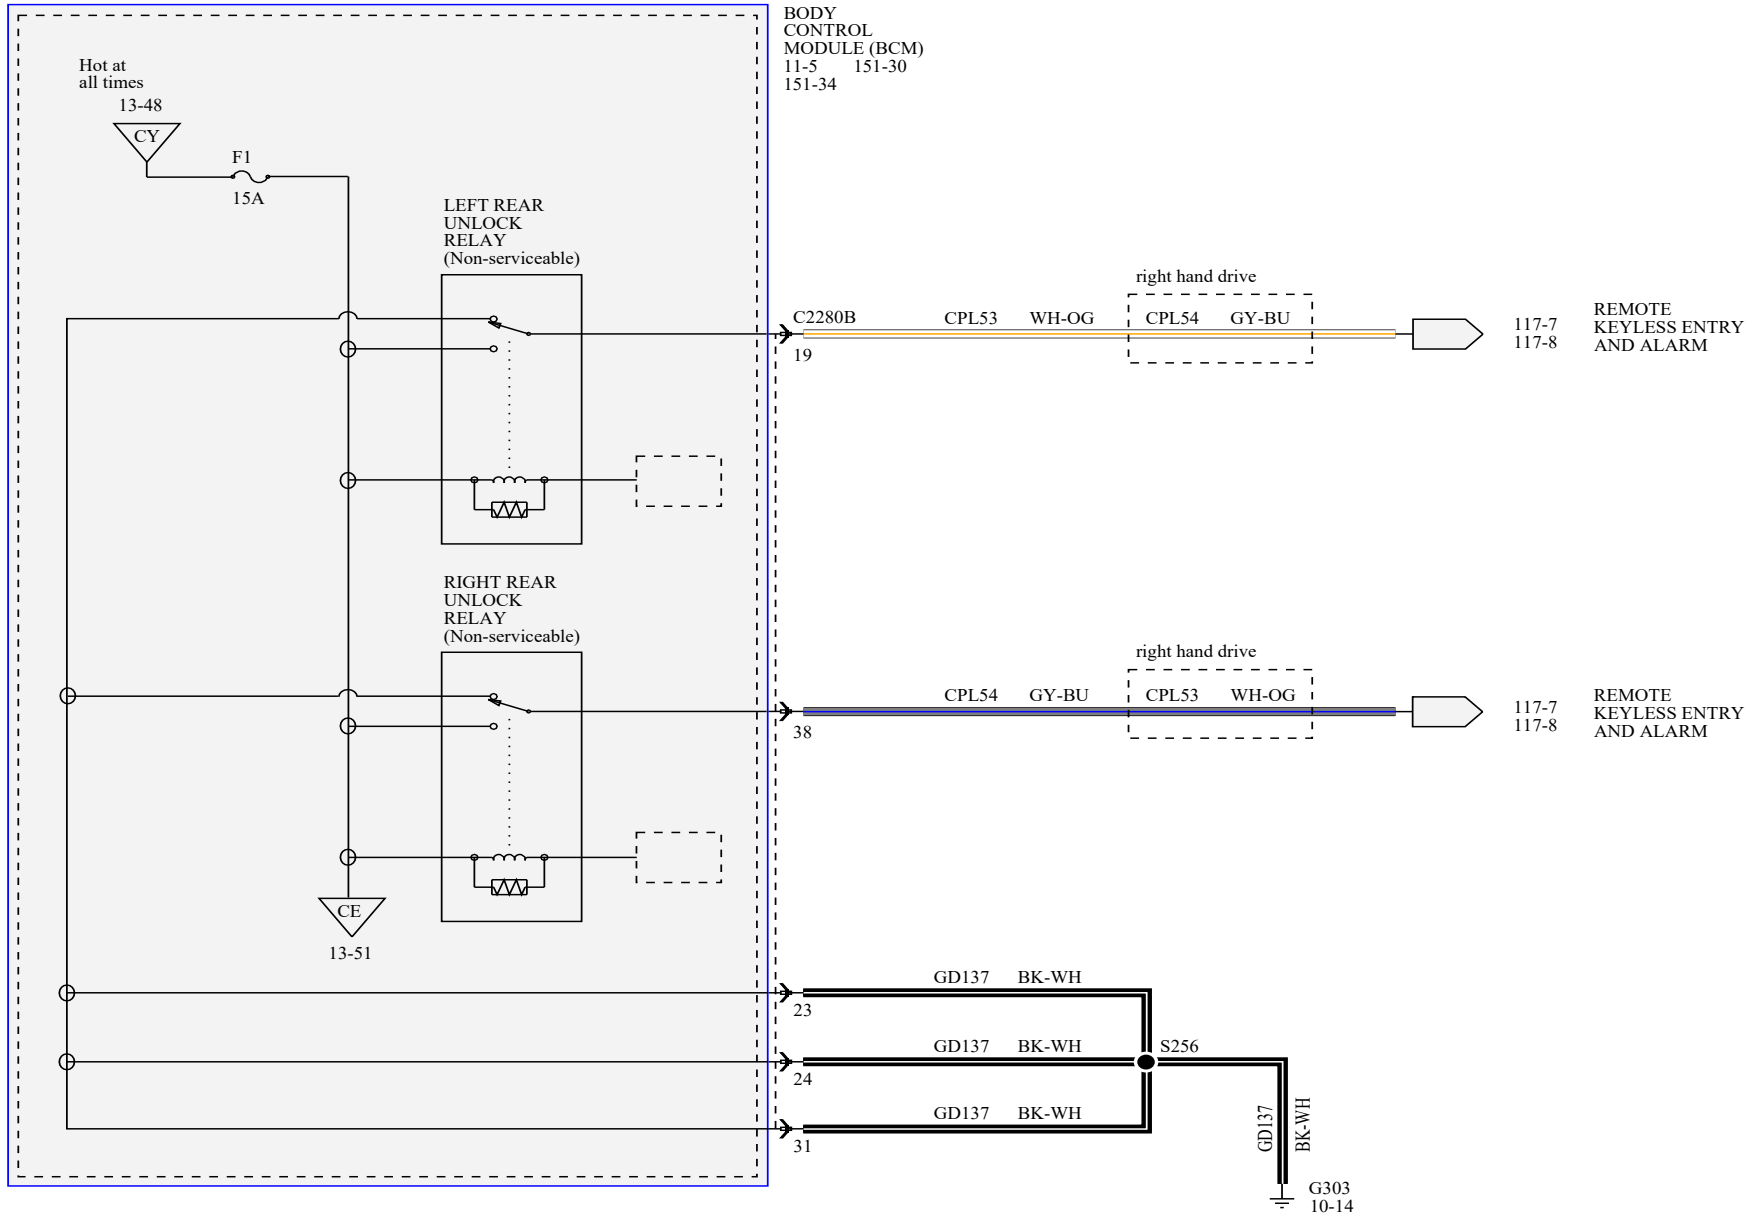 BODY
CONTROL
MODULE (BCM)
11-5 151-30
151-34
Hot at
all times
13-48
CY
F1
15A
LEFT REAR
UNLOCK
RELAY
(Non-serviceable)
right hand drive
C2280B CPL53 WH-OG CPL54 GY-BU
19
117-7
117-8
REMOTE
KEYLESS ENTRY
AND ALARM
RIGHT REAR
UNLOCK
RELAY
(Non-serviceable)
right hand drive
CPL54 GY-BU CPL53 WH-OG
38
117-7
117-8
REMOTE
KEYLESS ENTRY
AND ALARM
CE
13-51
GD137 BK-WH
23
GD137 BK-WH
S256
24
GD137 BK-WH
31
GD137
BK-WH
G303
10-14